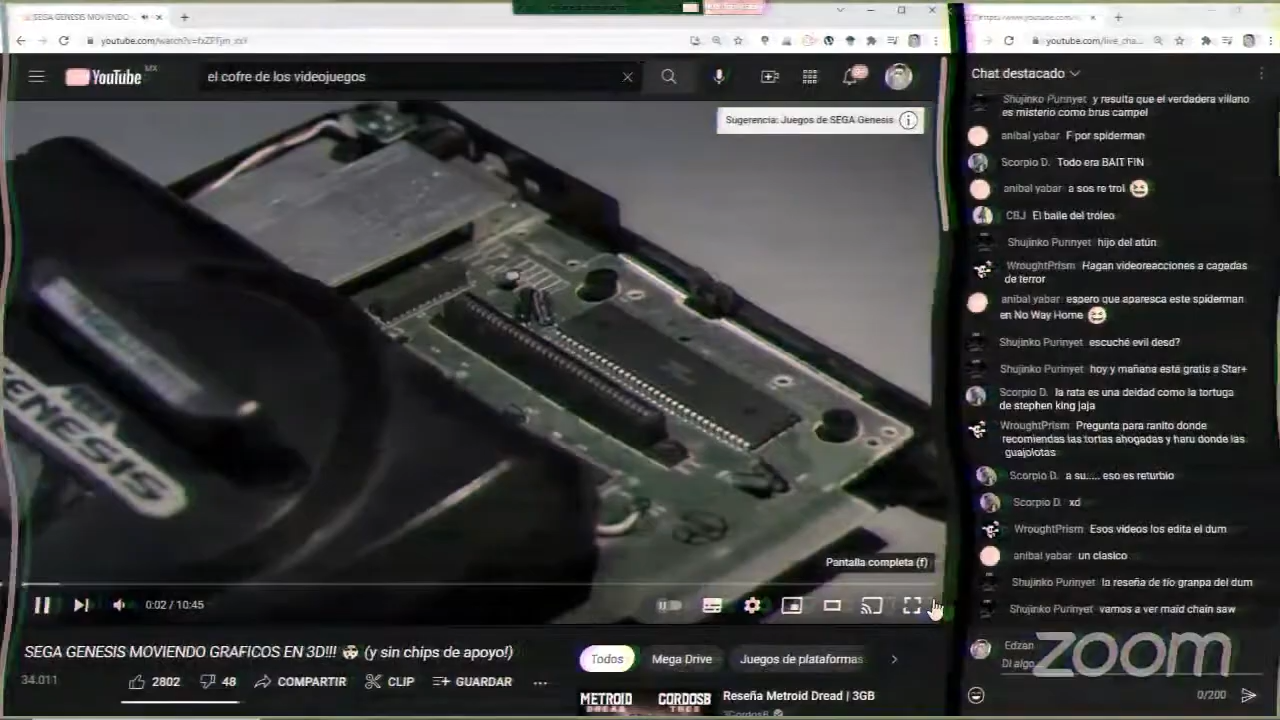 SEGA GENESIS MOVIENDO
youtube.com/watch?v=
youtube.com/live_cha...
YouTube MX
el cofre de los videojuegos
Chat destacado
Sugerencia: Juegos de SEGA Genesis
GENESIS
Shujinko Purinyet y resulta que el verdadera villano
es misterio como brus campel
anibal yabar F por spiderman
Scorpio D. Todo era BAIT FIN
anibal yabar a sos re trol 😆
CBJ El baile del troleo
Shujinko Purinyet hijo del atún
WroughtPrism Hagan videoreacciones a cagadas
de terror
anibal yabar espero que aparesca este spiderman
en No Way Home 😆
Shujinko Purinyet escuché evil desd?
Shujinko Purinyet hoy y mañana está gratis a Star+
Scorpio D. la rata es una deidad como la tortuga
de stephen king jaja
WroughtPrism Pregunta para ranito donde
recomiendas las tortas ahogadas y haru donde las
guajolotas
Scorpio D. a su..... eso es returbio
Scorpio D. xd
WroughtPrism Esos videos los edita el dum
anibal yabar un clasico
Shujinko Purinyet la reseña de tio granpa del dum
Shujinko Purinyet vamos a ver maid chain saw
Edzan
Di algo...
0/200
zoom
Pantalla completa (f)
0:02 / 10:45
SEGA GENESIS MOVIENDO GRAFICOS EN 3D!!! 🤯 (y sin chips de apoyo!)
34.011
2802
48
COMPARTIR
CLIP
GUARDAR
...
Todos
Mega Drive
Juegos de plataformas
METROID
DREAD
CORDOSB
Reseña Metroid Dread | 3GB